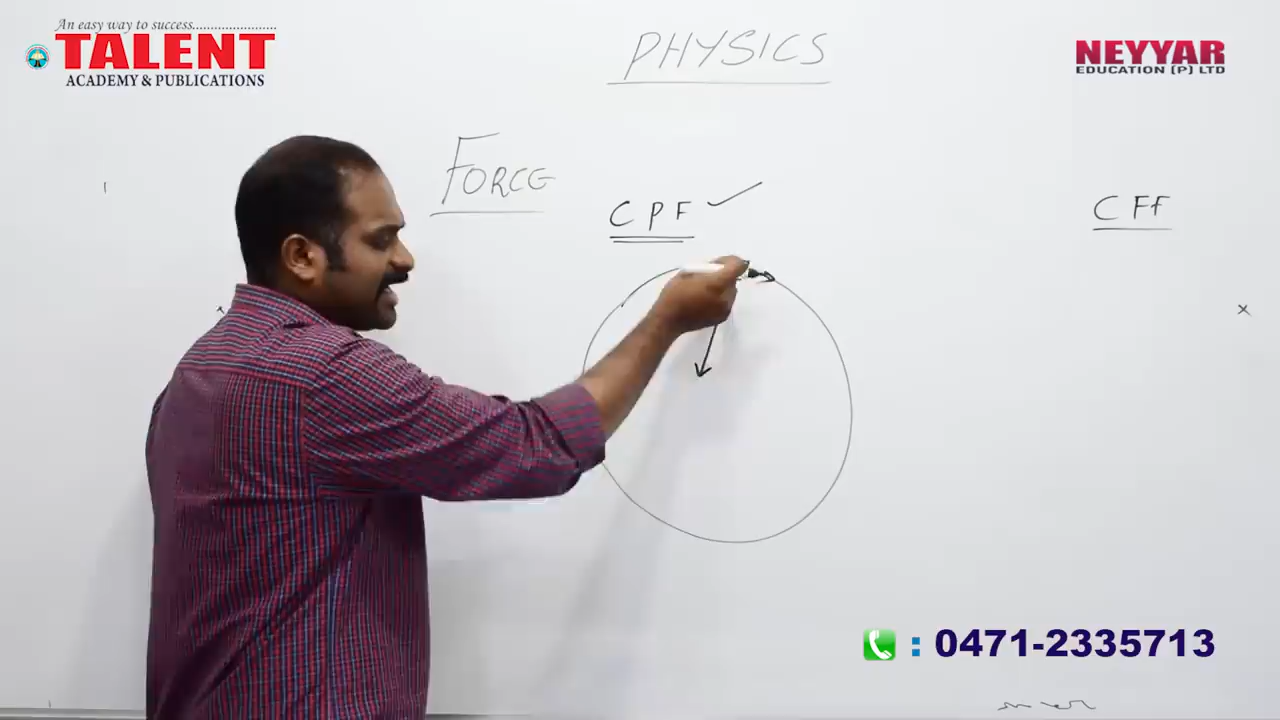 An easy way to success............................
TALENT
ACADEMY & PUBLICATIONS
NEYYAR
EDUCATION (P) LTD
PHYSICS
FORCE
CPF
CFf
: 0471-2335713